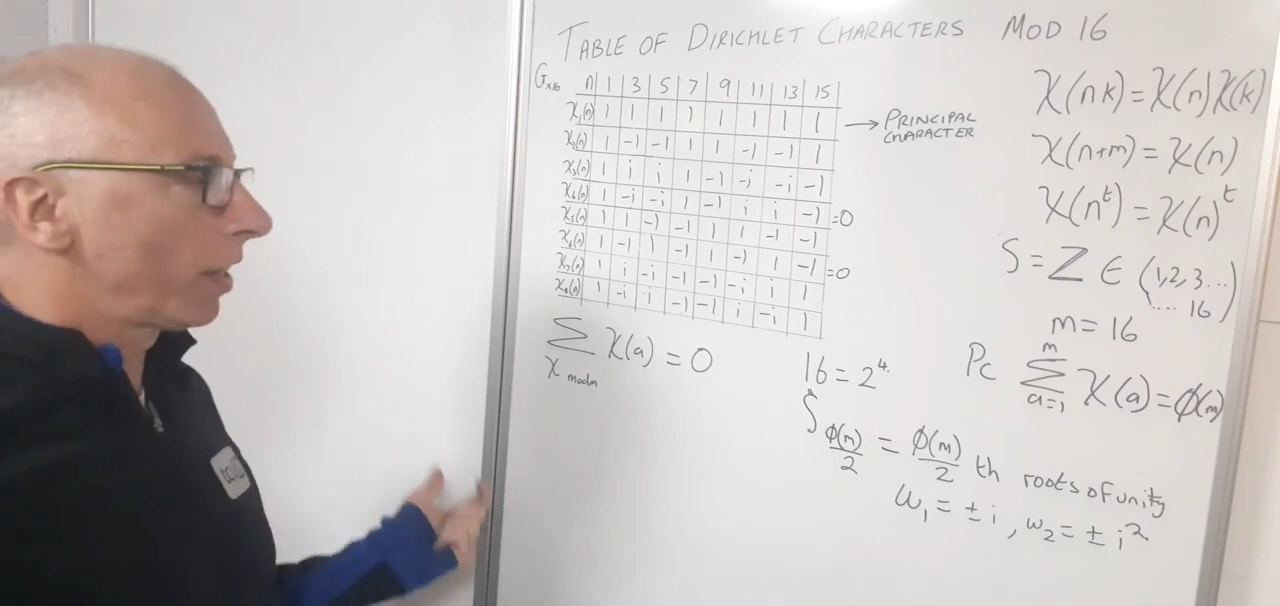 TABLE OF DIRICHLET CHARACTERS MOD 16
G×16 n 1 3 5 7 9 11 13 15
χ₁(n) 1 1 1 1 1 1 1 1 → PRINCIPAL CHARACTER
χ₂(n) 1 -1 -1 1 1 -1 -1 1
χ₃(n) 1 i i 1 -1 -i -i -1
χ₄(n) 1 -i -i 1 -1 i i -1 =0
χ₅(n) 1 1 -1 -1 1 1 -1 -1
χ₆(n) 1 -1 1 -1 1 -1 1 -1 =0
χ₇(n) 1 i -i -1 -1 -i i 1
χ₈(n) 1 -i i -1 -1 i -i 1
Σ χ(a) = 0
χ mod m
χ(nk) = χ(n)χ(k)
χ(n+m) = χ(n)
χ(n^t) = χ(n)^t
S = Z ∈ (1,2,3...
.... 16)
m = 16
Pc Σ_{a=1}^{m} χ(a) = φ(m)
16 = 2⁴.
ζ_{φ(m)/2} = φ(m)/2 th roots of unity
ω₁ = ± i, ω₂ = ± i².